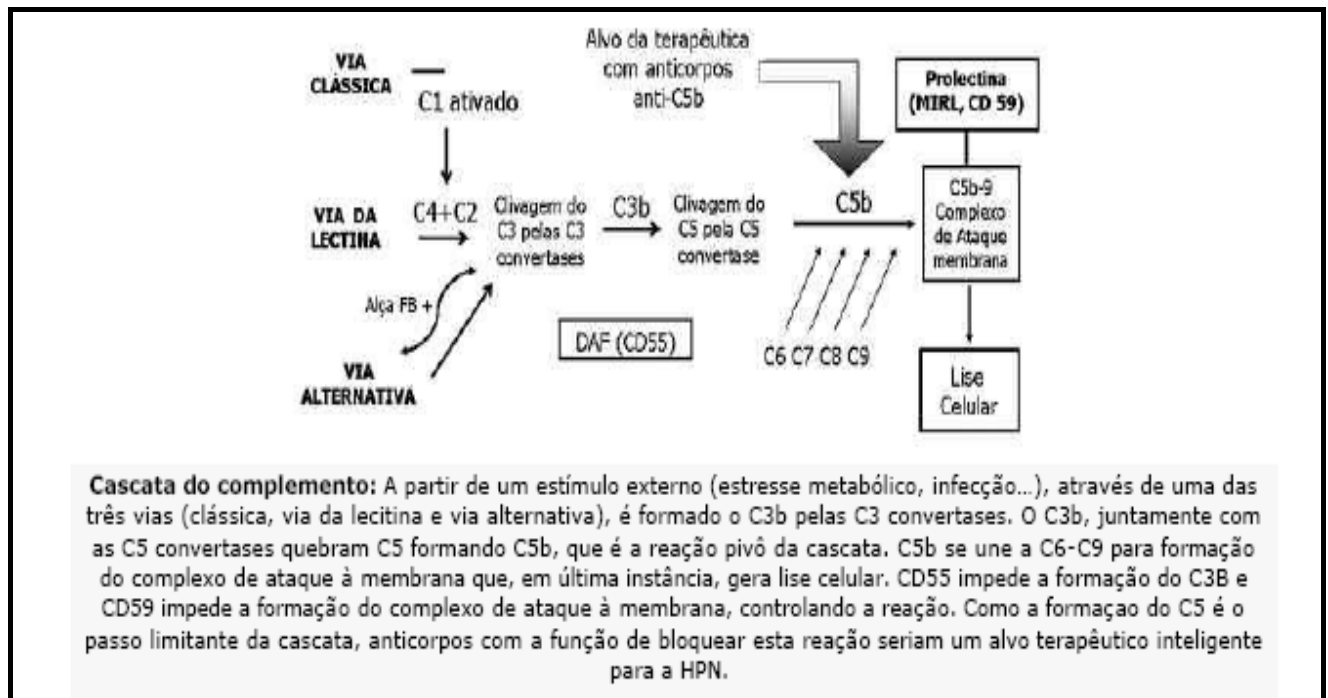 VIA
CLÁSSICA
C1 ativado
Alvo da terapêutica
com anticorpos
anti-C5b
Prolectina
(MIRL, CD 59)
VIA DA
LECTINA
C4+C2
Clivagem do
C3 pelas C3
convertases
C3b
Clivagem do
C5 pela C5
convertase
C5b
C5b-9
Complexo
de Ataque
membrana
Alça FB +
VIA
ALTERNATIVA
DAF (CD55)
C6 C7 C8 C9
Lise
Celular
Cascata do complemento: A partir de um estímulo externo (estresse metabólico, infecção...), através de uma das
três vias (clássica, via da lecitina e via alternativa), é formado o C3b pelas C3 convertases. O C3b, juntamente com
as C5 convertases quebram C5 formando C5b, que é a reação pivô da cascata. C5b se une a C6-C9 para formação
do complexo de ataque à membrana que, em última instância, gera lise celular. CD55 impede a formação do C3B e
CD59 impede a formação do complexo de ataque à membrana, controlando a reação. Como a formaçao do C5 é o
passo limitante da cascata, anticorpos com a função de bloquear esta reação seriam um alvo terapêutico inteligente
para a HPN.